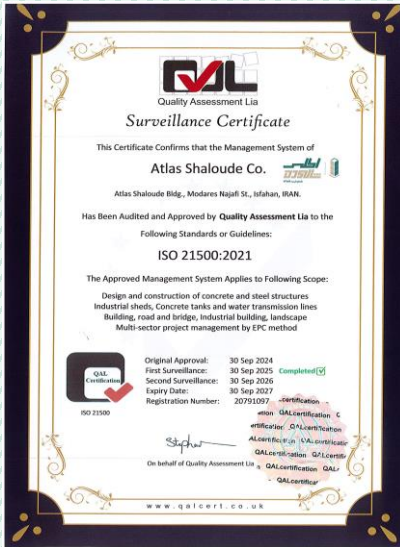 QAL
Quality Assessment Lia
Surveillance Certificate
This Certificate Confirms that the Management System of
Atlas Shaloude Co.
اطلس
شالوده
Atlas Shaloude Bldg., Modares Najafi St., Isfahan, IRAN.
Has Been Audited and Approved by Quality Assessment Lia to the
Following Standards or Guidelines:
ISO 21500:2021
The Approved Management System Applies to Following Scope:
Design and construction of concrete and steel structures
Industrial sheds, Concrete tanks and water transmission lines
Building, road and bridge, Industrial building, landscape
Multi-sector project management by EPC method
QAL
Certification
ISO 21500
Original Approval: 30 Sep 2024
First Surveillance: 30 Sep 2025 Completed
Second Surveillance: 30 Sep 2026
Expiry Date: 30 Sep 2027
Registration Number: 20791097
On behalf of Quality Assessment Lia
QALcertification
QALcertification
QALcertification
QALcertification
www.qalcert.co.uk